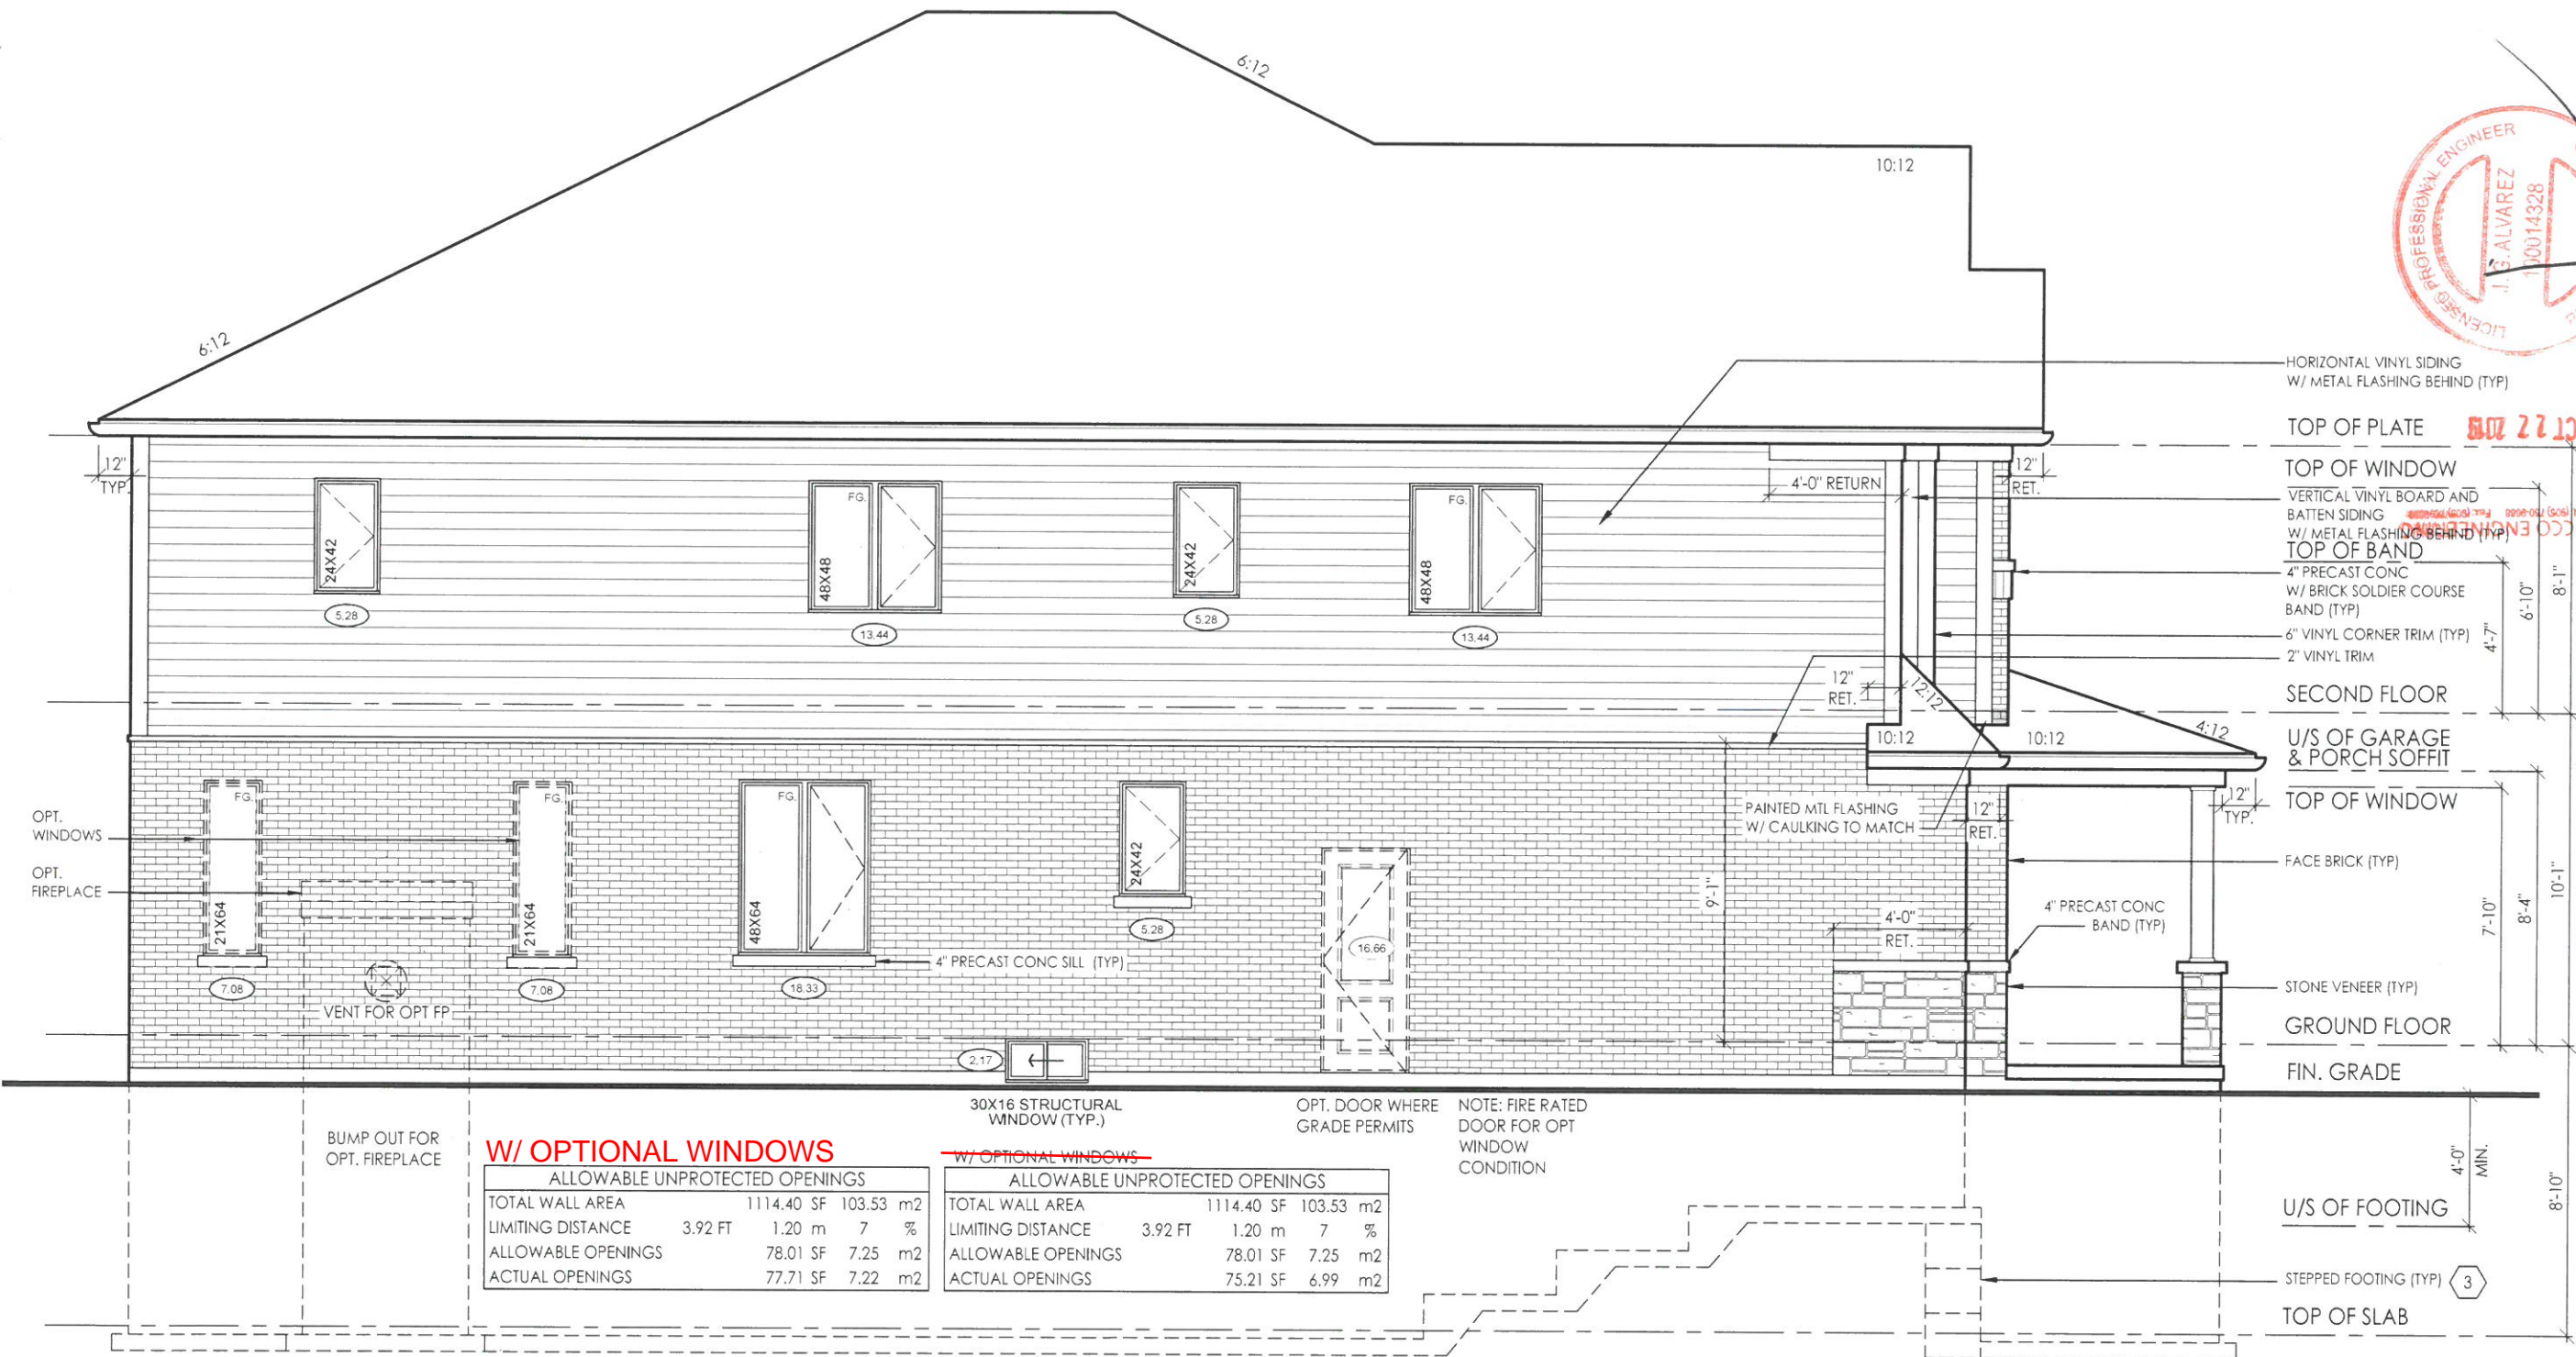 6:12
10:12
6:12
LICENSED PROFESSIONAL ENGINEER
J.G. ALVAREZ
100014328
HORIZONTAL VINYL SIDING
W/ METAL FLASHING BEHIND (TYP)
TOP OF PLATE
TOP OF WINDOW
VERTICAL VINYL BOARD AND
BATTEN SIDING
W/ METAL FLASHING BEHIND (TYP)
CCO ENGINEERING
TOP OF BAND
4" PRECAST CONC
W/ BRICK SOLDIER COURSE
BAND (TYP)
6" VINYL CORNER TRIM (TYP)
2" VINYL TRIM
SECOND FLOOR
4'-7"
6'-10"
8'-1"
12"
TYP.
4'-0" RETURN
12"
RET.
24X42
5.28
FG.
48X48
13.44
24X42
5.28
FG.
48X48
13.44
12"
RET.
12:12
10:12
10:12
4:12
U/S OF GARAGE
& PORCH SOFFIT
TOP OF WINDOW
12"
TYP.
OPT.
WINDOWS
OPT.
FIREPLACE
FG.
21X64
7.08
FG.
21X64
7.08
VENT FOR OPT FP
FG.
48X64
18.33
4" PRECAST CONC SILL (TYP)
24X42
5.28
16.66
9'-1"
PAINTED MTL FLASHING
W/ CAULKING TO MATCH
12"
RET.
4'-0"
RET.
FACE BRICK (TYP)
4" PRECAST CONC
BAND (TYP)
STONE VENEER (TYP)
7'-10"
8'-4"
10'-1"
GROUND FLOOR
FIN. GRADE
2.17
30X16 STRUCTURAL
WINDOW (TYP.)
OPT. DOOR WHERE
GRADE PERMITS
NOTE: FIRE RATED
DOOR FOR OPT
WINDOW
CONDITION
BUMP OUT FOR
OPT. FIREPLACE
W/ OPTIONAL WINDOWS
ALLOWABLE UNPROTECTED OPENINGS
TOTAL WALL AREA 1114.40 SF 103.53 m2
LIMITING DISTANCE 3.92 FT 1.20 m 7 %
ALLOWABLE OPENINGS 78.01 SF 7.25 m2
ACTUAL OPENINGS 77.71 SF 7.22 m2
W/ OPTIONAL WINDOWS
ALLOWABLE UNPROTECTED OPENINGS
TOTAL WALL AREA 1114.40 SF 103.53 m2
LIMITING DISTANCE 3.92 FT 1.20 m 7 %
ALLOWABLE OPENINGS 78.01 SF 7.25 m2
ACTUAL OPENINGS 75.21 SF 6.99 m2
4'-0"
MIN.
8'-10"
U/S OF FOOTING
STEPPED FOOTING (TYP) 3
TOP OF SLAB